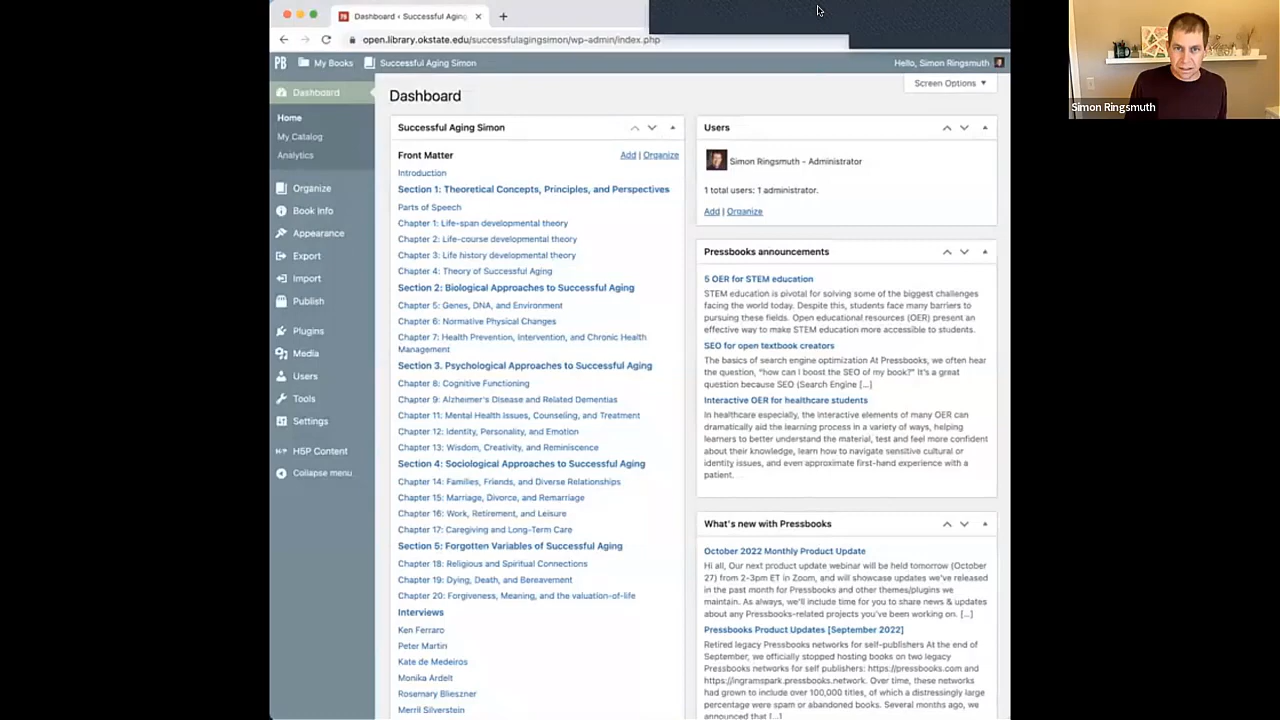 Dashboard ‹ Successful Aging
open.library.okstate.edu/successfulagingsimon/wp-admin/index.php
My Books
Successful Aging Simon
Hello, Simon Ringsmuth
Simon Ringsmuth
Dashboard
Home
My Catalog
Analytics
Organize
Book Info
Appearance
Export
Import
Publish
Plugins
Media
Users
Tools
Settings
H-P H5P Content
Collapse menu
Screen Options
Dashboard
Successful Aging Simon
Front Matter
Add | Organize
Introduction
Section 1: Theoretical Concepts, Principles, and Perspectives
Parts of Speech
Chapter 1: Life-span developmental theory
Chapter 2: Life-course developmental theory
Chapter 3: Life history developmental theory
Chapter 4: Theory of Successful Aging
Section 2: Biological Approaches to Successful Aging
Chapter 5: Genes, DNA, and Environment
Chapter 6: Normative Physical Changes
Chapter 7: Health Prevention, Intervention, and Chronic Health
Management
Section 3. Psychological Approaches to Successful Aging
Chapter 8: Cognitive Functioning
Chapter 9: Alzheimer's Disease and Related Dementias
Chapter 11: Mental Health Issues, Counseling, and Treatment
Chapter 12: Identity, Personality, and Emotion
Chapter 13: Wisdom, Creativity, and Reminiscence
Section 4: Sociological Approaches to Successful Aging
Chapter 14: Families, Friends, and Diverse Relationships
Chapter 15: Marriage, Divorce, and Remarriage
Chapter 16: Work, Retirement, and Leisure
Chapter 17: Caregiving and Long-Term Care
Section 5: Forgotten Variables of Successful Aging
Chapter 18: Religious and Spiritual Connections
Chapter 19: Dying, Death, and Bereavement
Chapter 20: Forgiveness, Meaning, and the valuation-of-life
Interviews
Ken Ferraro
Peter Martin
Kate de Medeiros
Monika Ardelt
Rosemary Blieszner
Merril Silverstein
Users
Simon Ringsmuth - Administrator
1 total users: 1 administrator.
Add | Organize
Pressbooks announcements
5 OER for STEM education
STEM education is pivotal for solving some of the biggest challenges
facing the world today. Despite this, students face many barriers to
pursuing these fields. Open educational resources (OER) present an
effective way to make STEM education more accessible to students.
SEO for open textbook creators
The basics of search engine optimization At Pressbooks, we often hear
the question, "how can I boost the SEO of my book?" It's a great
question because SEO (Search Engine [...]
Interactive OER for healthcare students
In healthcare especially, the interactive elements of many OER can
dramatically aid the learning process in a variety of ways, helping
learners to better understand the material, test and feel more confident
about their knowledge, learn how to navigate sensitive cultural or
identity issues, and even approximate first-hand experience with a
patient.
What's new with Pressbooks
October 2022 Monthly Product Update
Hi all, Our next product update webinar will be held tomorrow (October
27) from 2-3pm ET in Zoom, and will showcase updates we've released
in the past month for Pressbooks and other themes/plugins we
maintain. As always, we'll include time for you to share news & updates
about any Pressbooks-related projects you've been working on. [...]
Pressbooks Product Updates [September 2022]
Retired legacy Pressbooks networks for self-publishers At the end of
September, we officially stopped hosting books on two legacy
Pressbooks networks for self publishers: https://pressbooks.com and
https://ingramspark.pressbooks.network. Over time, these networks
had grown to include over 100,000 titles, of which a distressingly large
percentage were spam or abandoned books. Several months ago, we
announced that [...]